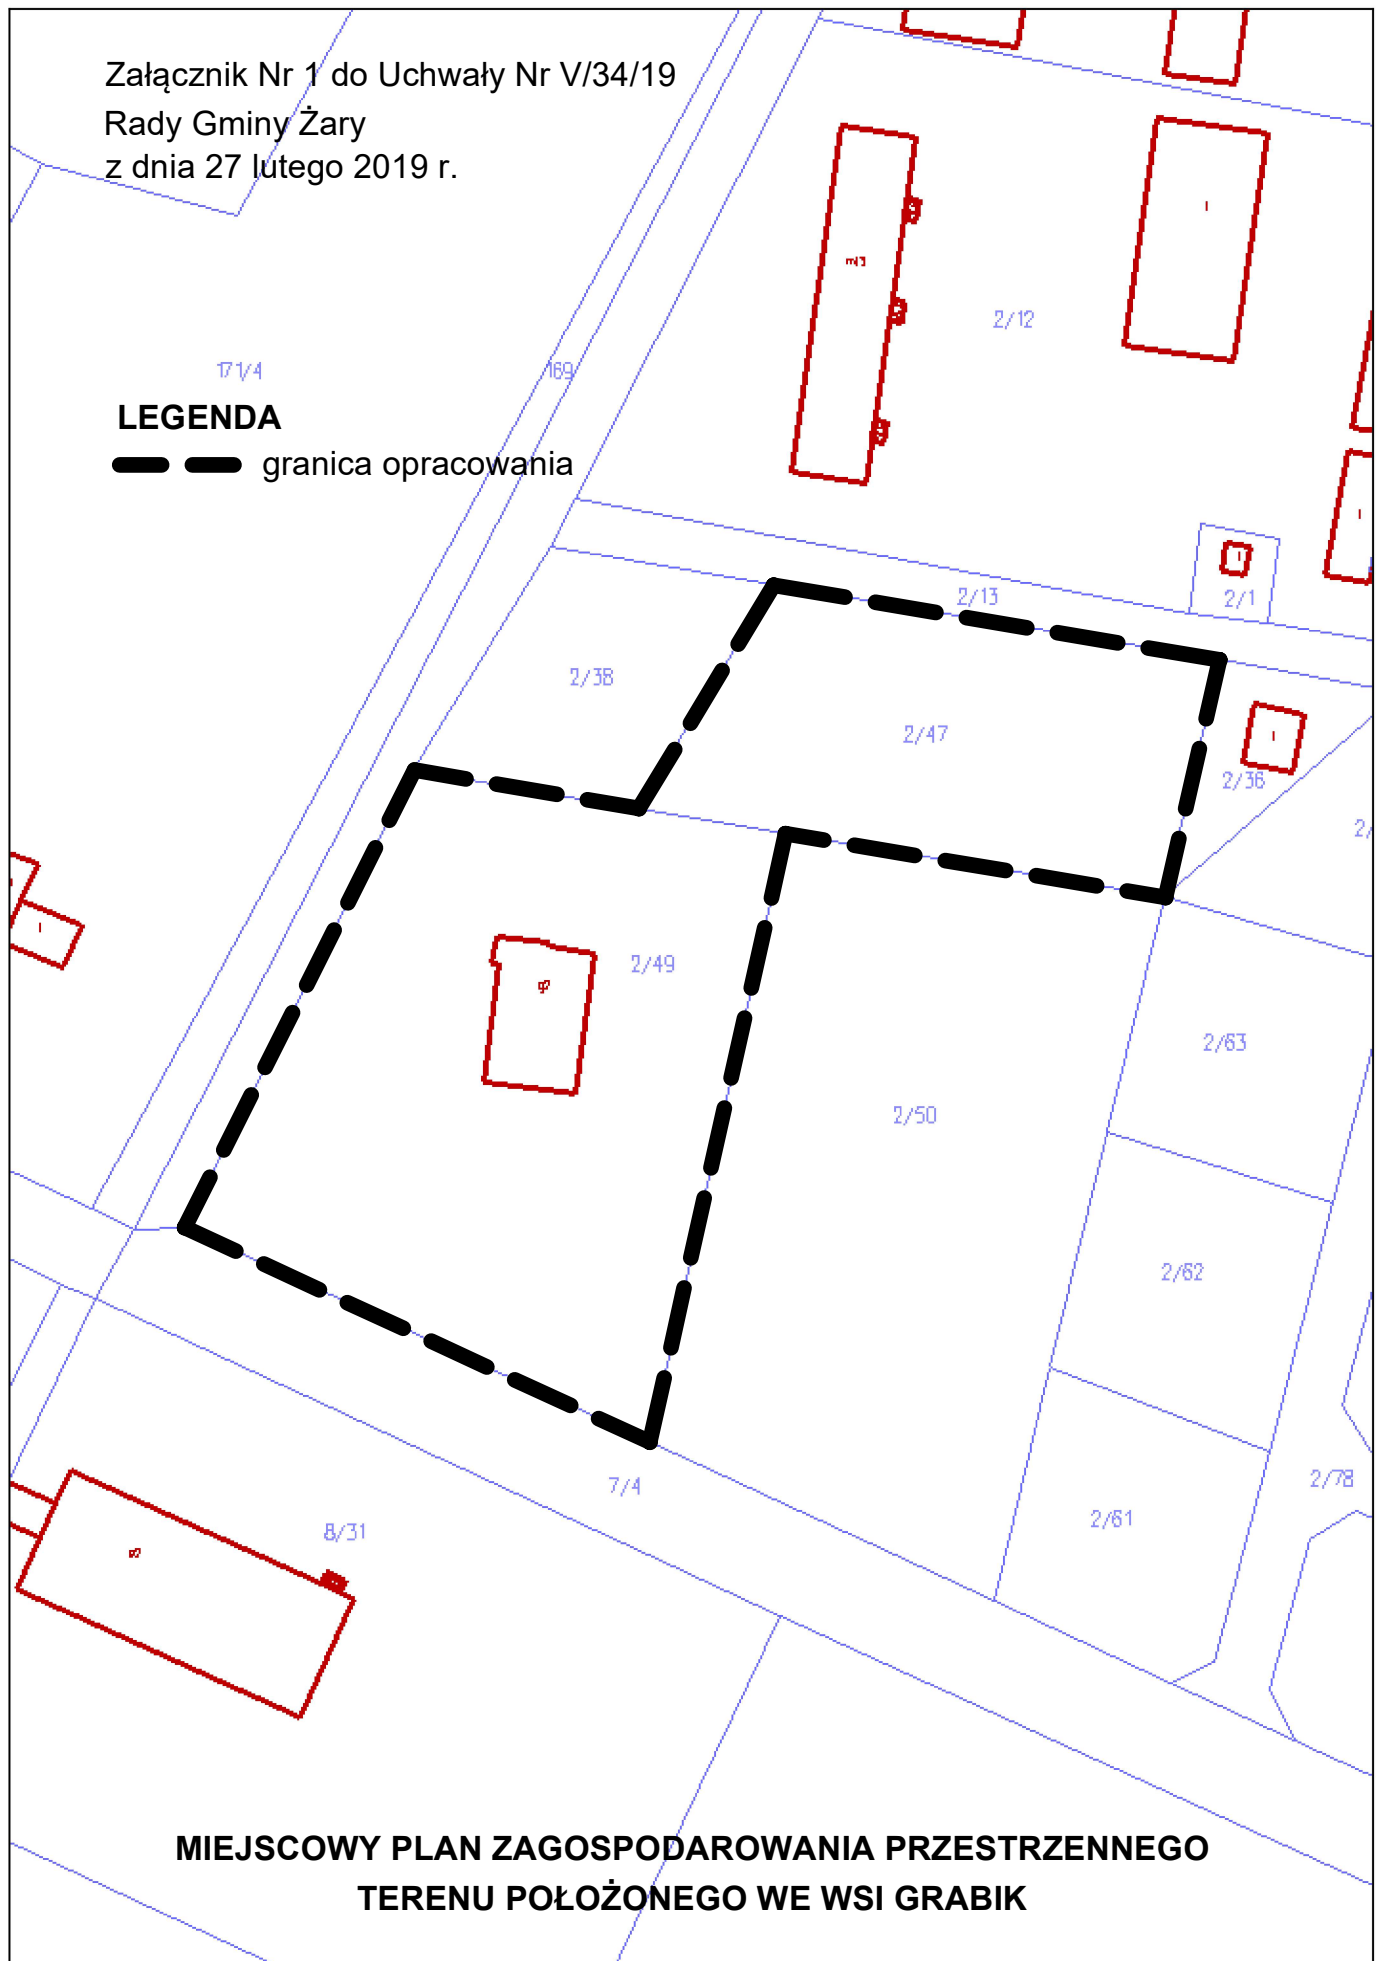 Załącznik Nr 1 do Uchwały Nr V/34/19
Rady Gminy Żary
z dnia 27 lutego 2019 r.
2/12
171/4
169
LEGENDA
granica opracowania
2/13
2/1
2/38
2/47
2/36
2/49
2/63
2/50
2/62
7/4
2/78
2/61
8/31
MIEJSCOWY PLAN ZAGOSPODAROWANIA PRZESTRZENNEGO
TERENU POŁOŻONEGO WE WSI GRABIK